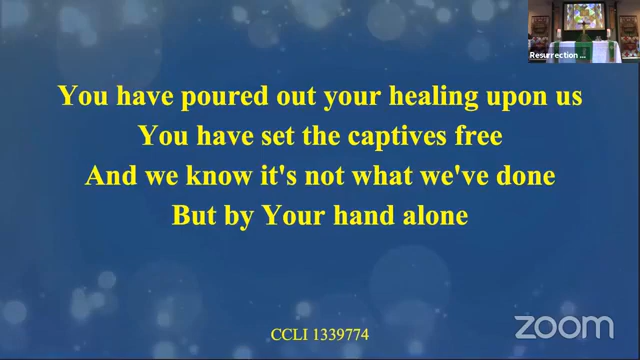 Resurrection ...
You have poured out your healing upon us
You have set the captives free
And we know it's not what we've done
But by Your hand alone
CCLI 1339774
zoom